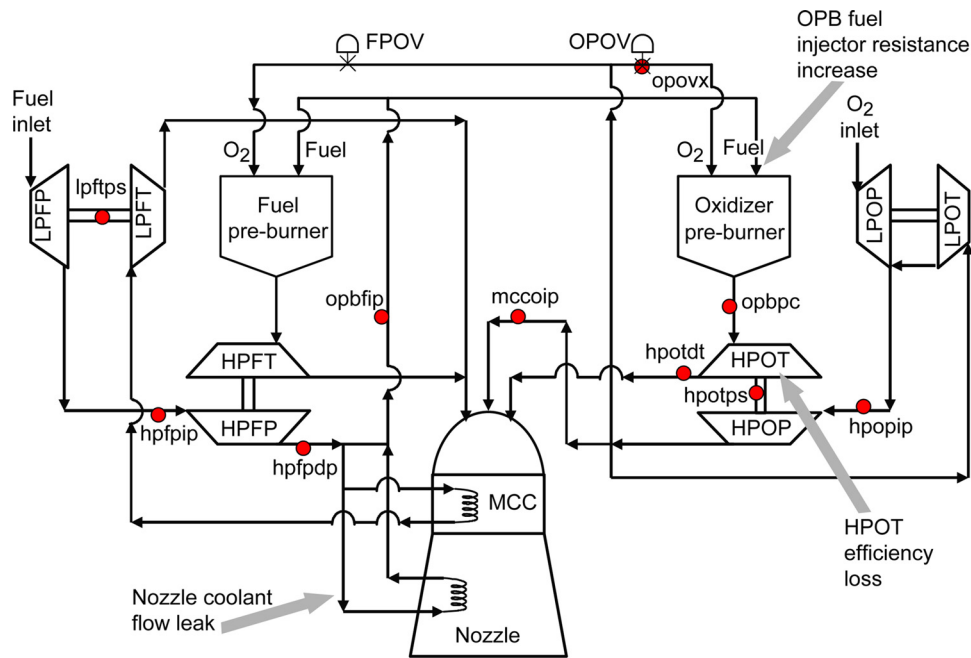 FPOV
OPOV
opovx
OPB fuel
injector resistance
increase
Fuel
inlet
O2
inlet
O2
Fuel
O2
Fuel
LPFP
lpftps
LPFT
Fuel
pre-burner
Oxidizer
pre-burner
LPOP
LPOT
opbfip
mccoip
opbpc
HPFT
hpotdt
HPOT
hpotps
hpfpip
HPFP
HPOP
hpopip
hpfpdp
MCC
HPOT
efficiency
loss
Nozzle coolant
flow leak
Nozzle